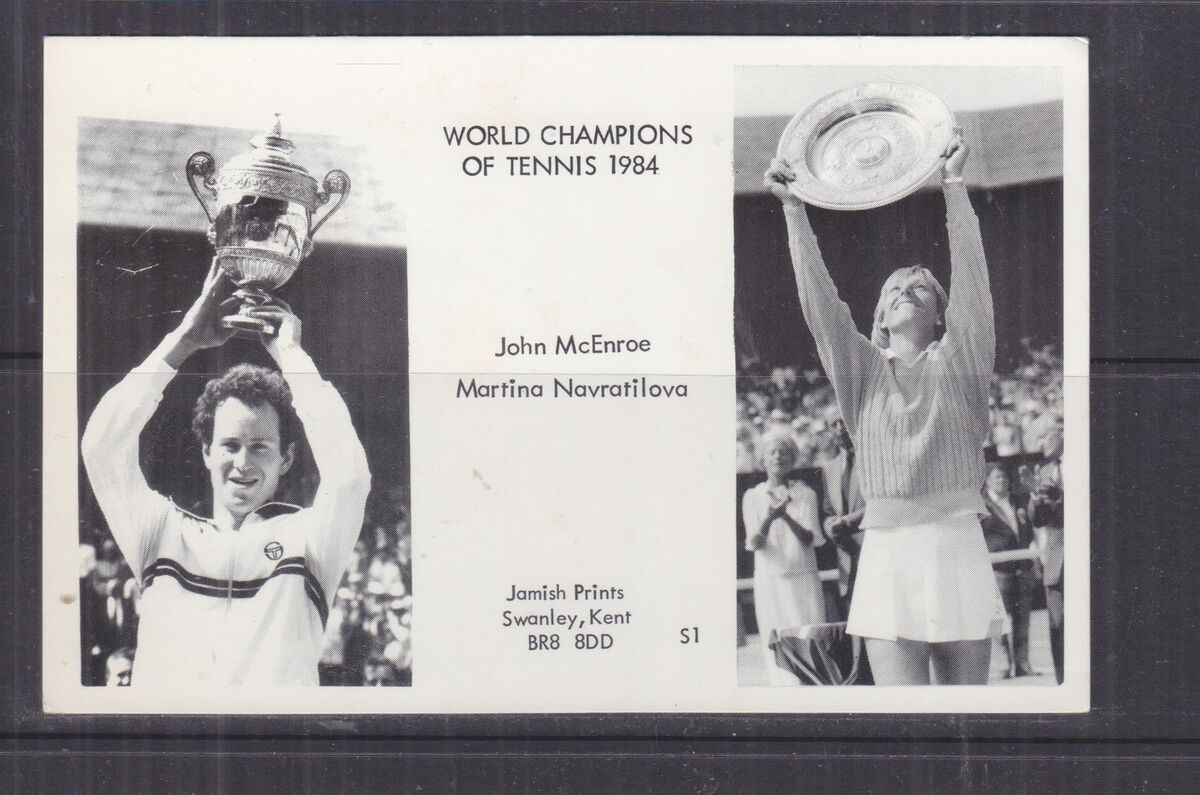 WORLD CHAMPIONS
OF TENNIS 1984
John McEnroe
Martina Navratilova
Jamish Prints
Swanley, Kent
BR8 8DD
S1